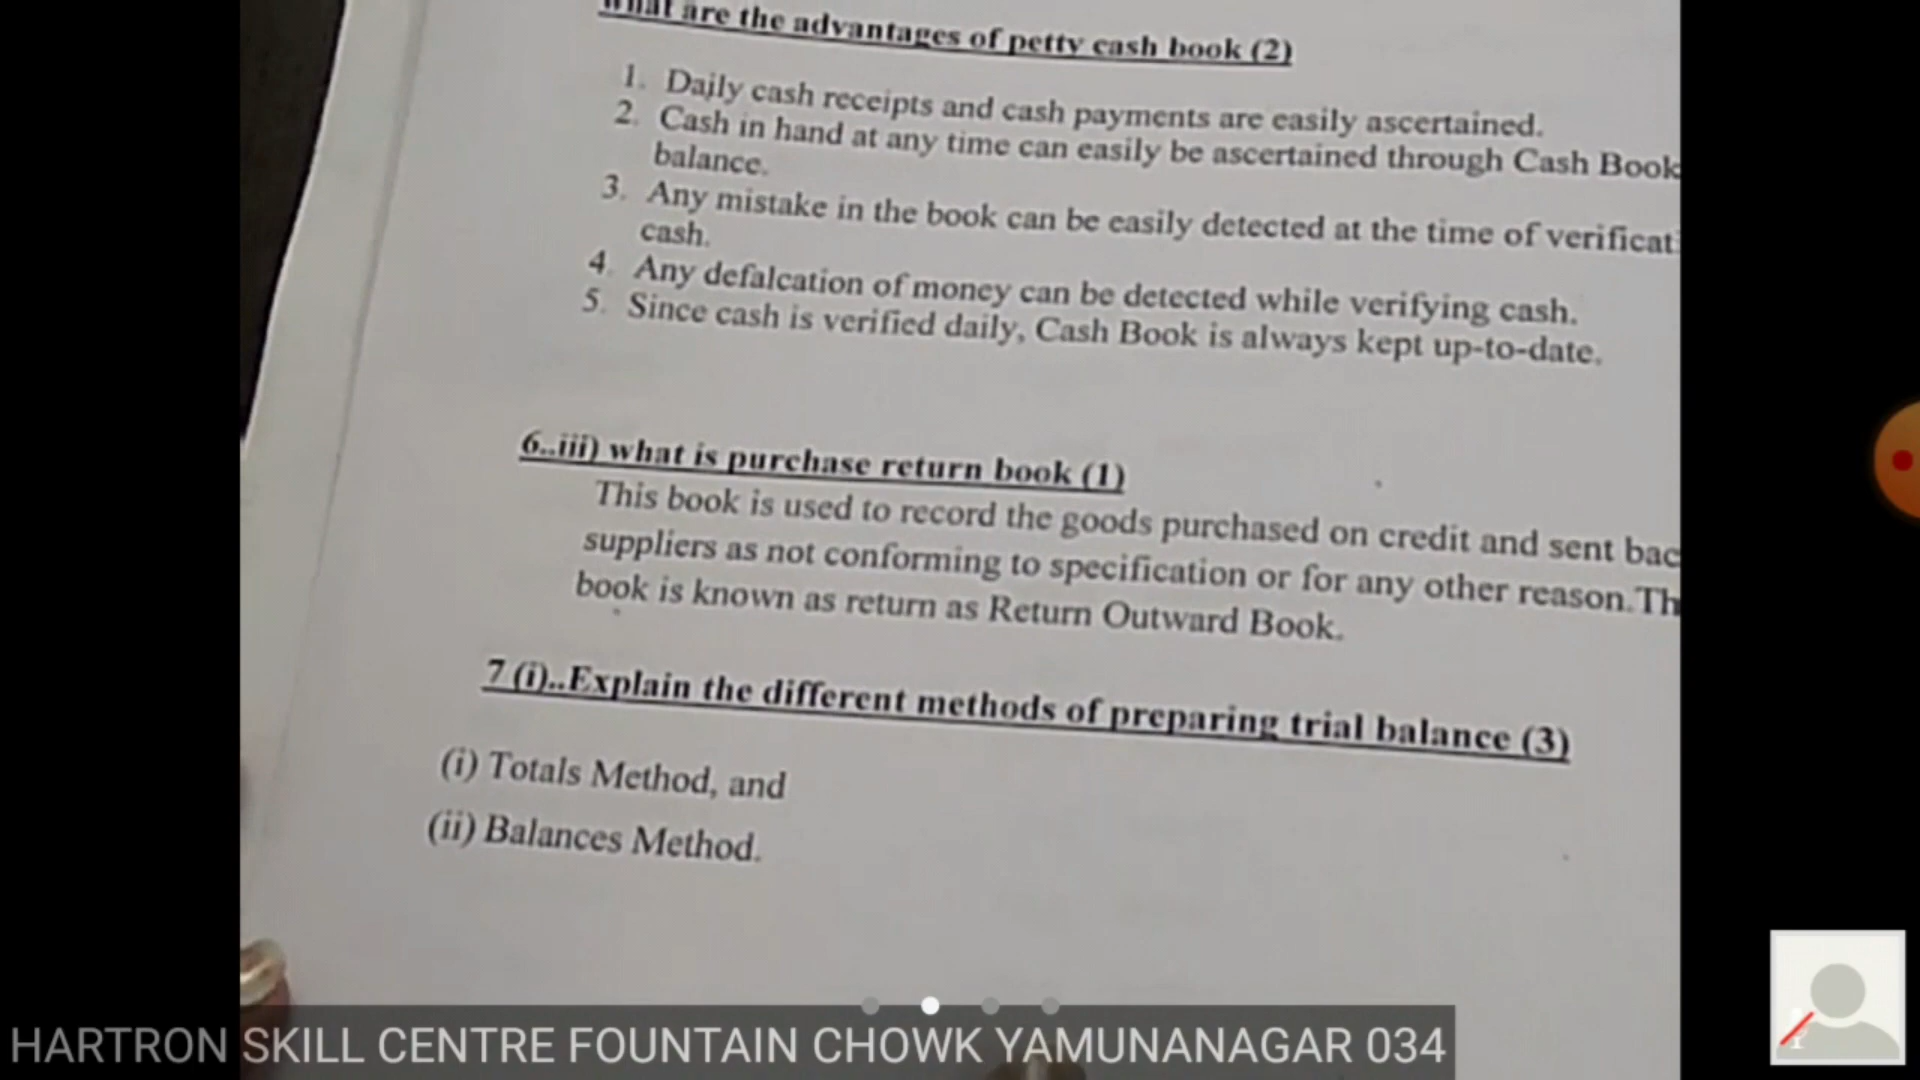 What are the advantages of petty cash book (2)
1. Daily cash receipts and cash payments are easily ascertained.
2. Cash in hand at any time can easily be ascertained through Cash Book
balance.
3. Any mistake in the book can be easily detected at the time of verificati
cash.
4. Any defalcation of money can be detected while verifying cash.
5. Since cash is verified daily, Cash Book is always kept up-to-date.
6..iii) what is purchase return book (1)
This book is used to record the goods purchased on credit and sent bac
suppliers as not conforming to specification or for any other reason.Th
book is known as return as Return Outward Book.
7 (i)..Explain the different methods of preparing trial balance (3)
(i) Totals Method, and
(ii) Balances Method.
HARTRON SKILL CENTRE FOUNTAIN CHOWK YAMUNANAGAR 034